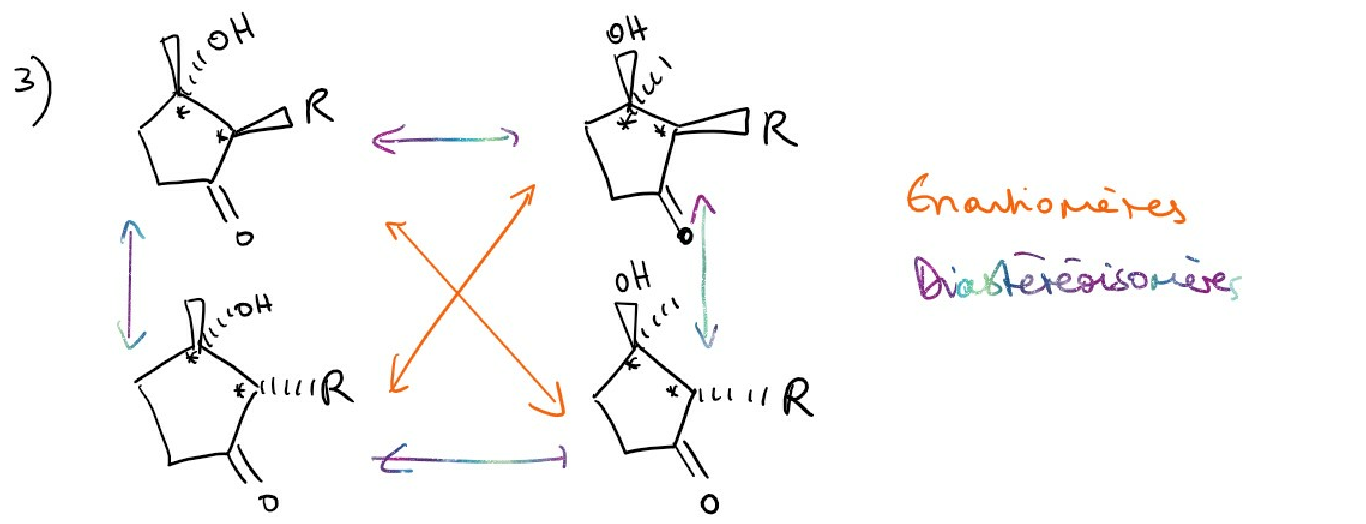 3)
OH
OH
R
R
O
O
Enantiomères
Diastéréoisomères
OH
OH
R
R
O
O